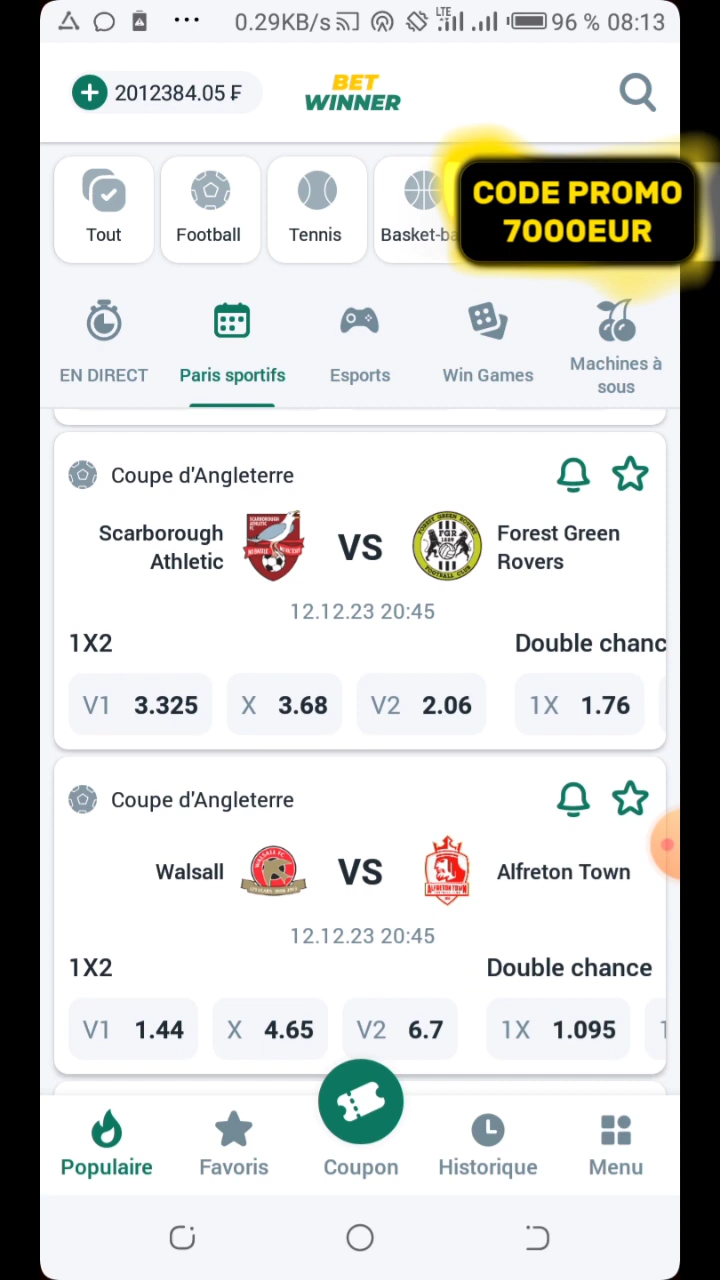 0.29KB/s LTE 96 % 08:13
2012384.05 ₣
BET
WINNER
CODE PROMO
7000EUR
Tout
Football
Tennis
Basket-ba
EN DIRECT
Paris sportifs
Esports
Win Games
Machines à
sous
Coupe d'Angleterre
Scarborough
Athletic
VS
Forest Green
Rovers
12.12.23 20:45
1X2
Double chanc
V1 3.325
X 3.68
V2 2.06
1X 1.76
Coupe d'Angleterre
Walsall
VS
Alfreton Town
12.12.23 20:45
1X2
Double chance
V1 1.44
X 4.65
V2 6.7
1X 1.095
1
Populaire
Favoris
Coupon
Historique
Menu